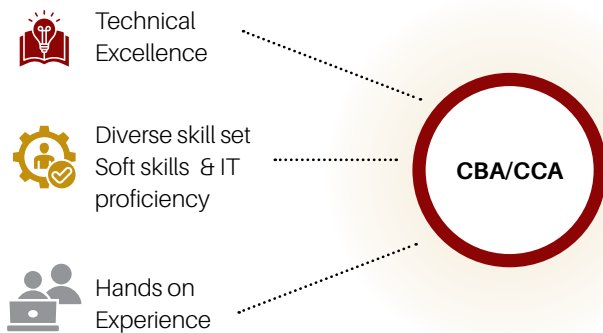 Technical
Excellence
Diverse skill set
Soft skills & IT
proficiency
CBA/CCA
Hands on
Experience